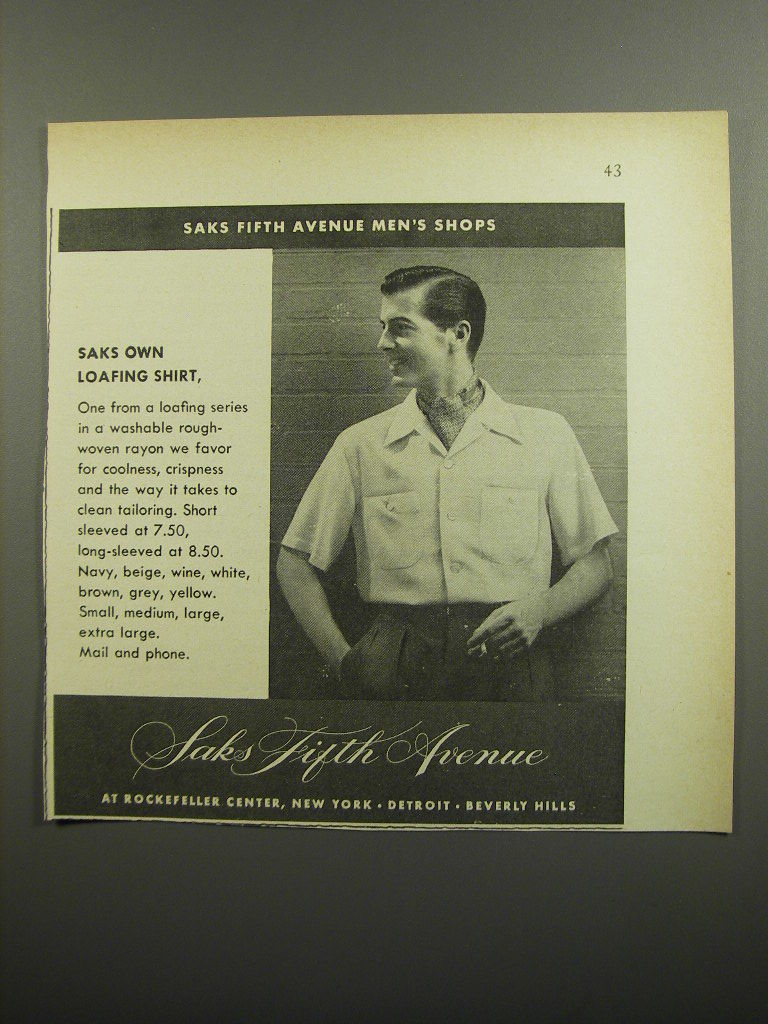 43
SAKS FIFTH AVENUE MEN'S SHOPS
SAKS OWN
LOAFING SHIRT,
One from a loafing series
in a washable rough-
woven rayon we favor
for coolness, crispness
and the way it takes to
clean tailoring. Short
sleeved at 7.50,
long-sleeved at 8.50.
Navy, beige, wine, white,
brown, grey, yellow.
Small, medium, large,
extra large.
Mail and phone.
Saks Fifth Avenue
AT ROCKEFELLER CENTER, NEW YORK • DETROIT • BEVERLY HILLS